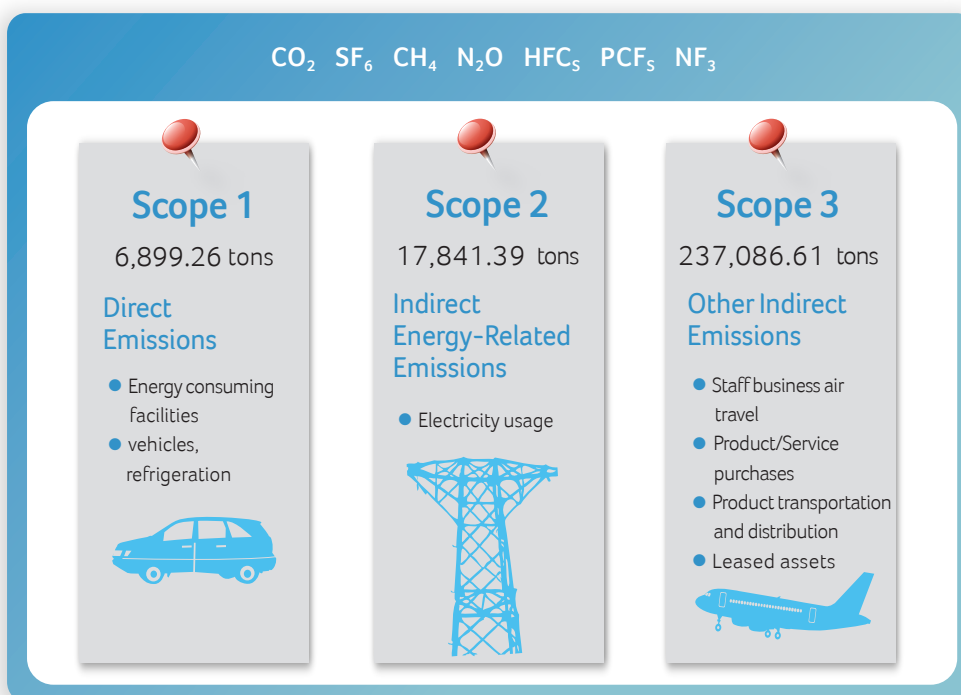 CO₂ SF₆ CH₄ N₂O HFCₛ PCFₛ NF₃
Scope 1
6,899.26 tons
Direct
Emissions
● Energy consuming
facilities
● vehicles,
refrigeration
Scope 2
17,841.39 tons
Indirect
Energy-Related
Emissions
● Electricity usage
Scope 3
237,086.61 tons
Other Indirect
Emissions
● Staff business air
travel
● Product/Service
purchases
● Product transportation
and distribution
● Leased assets